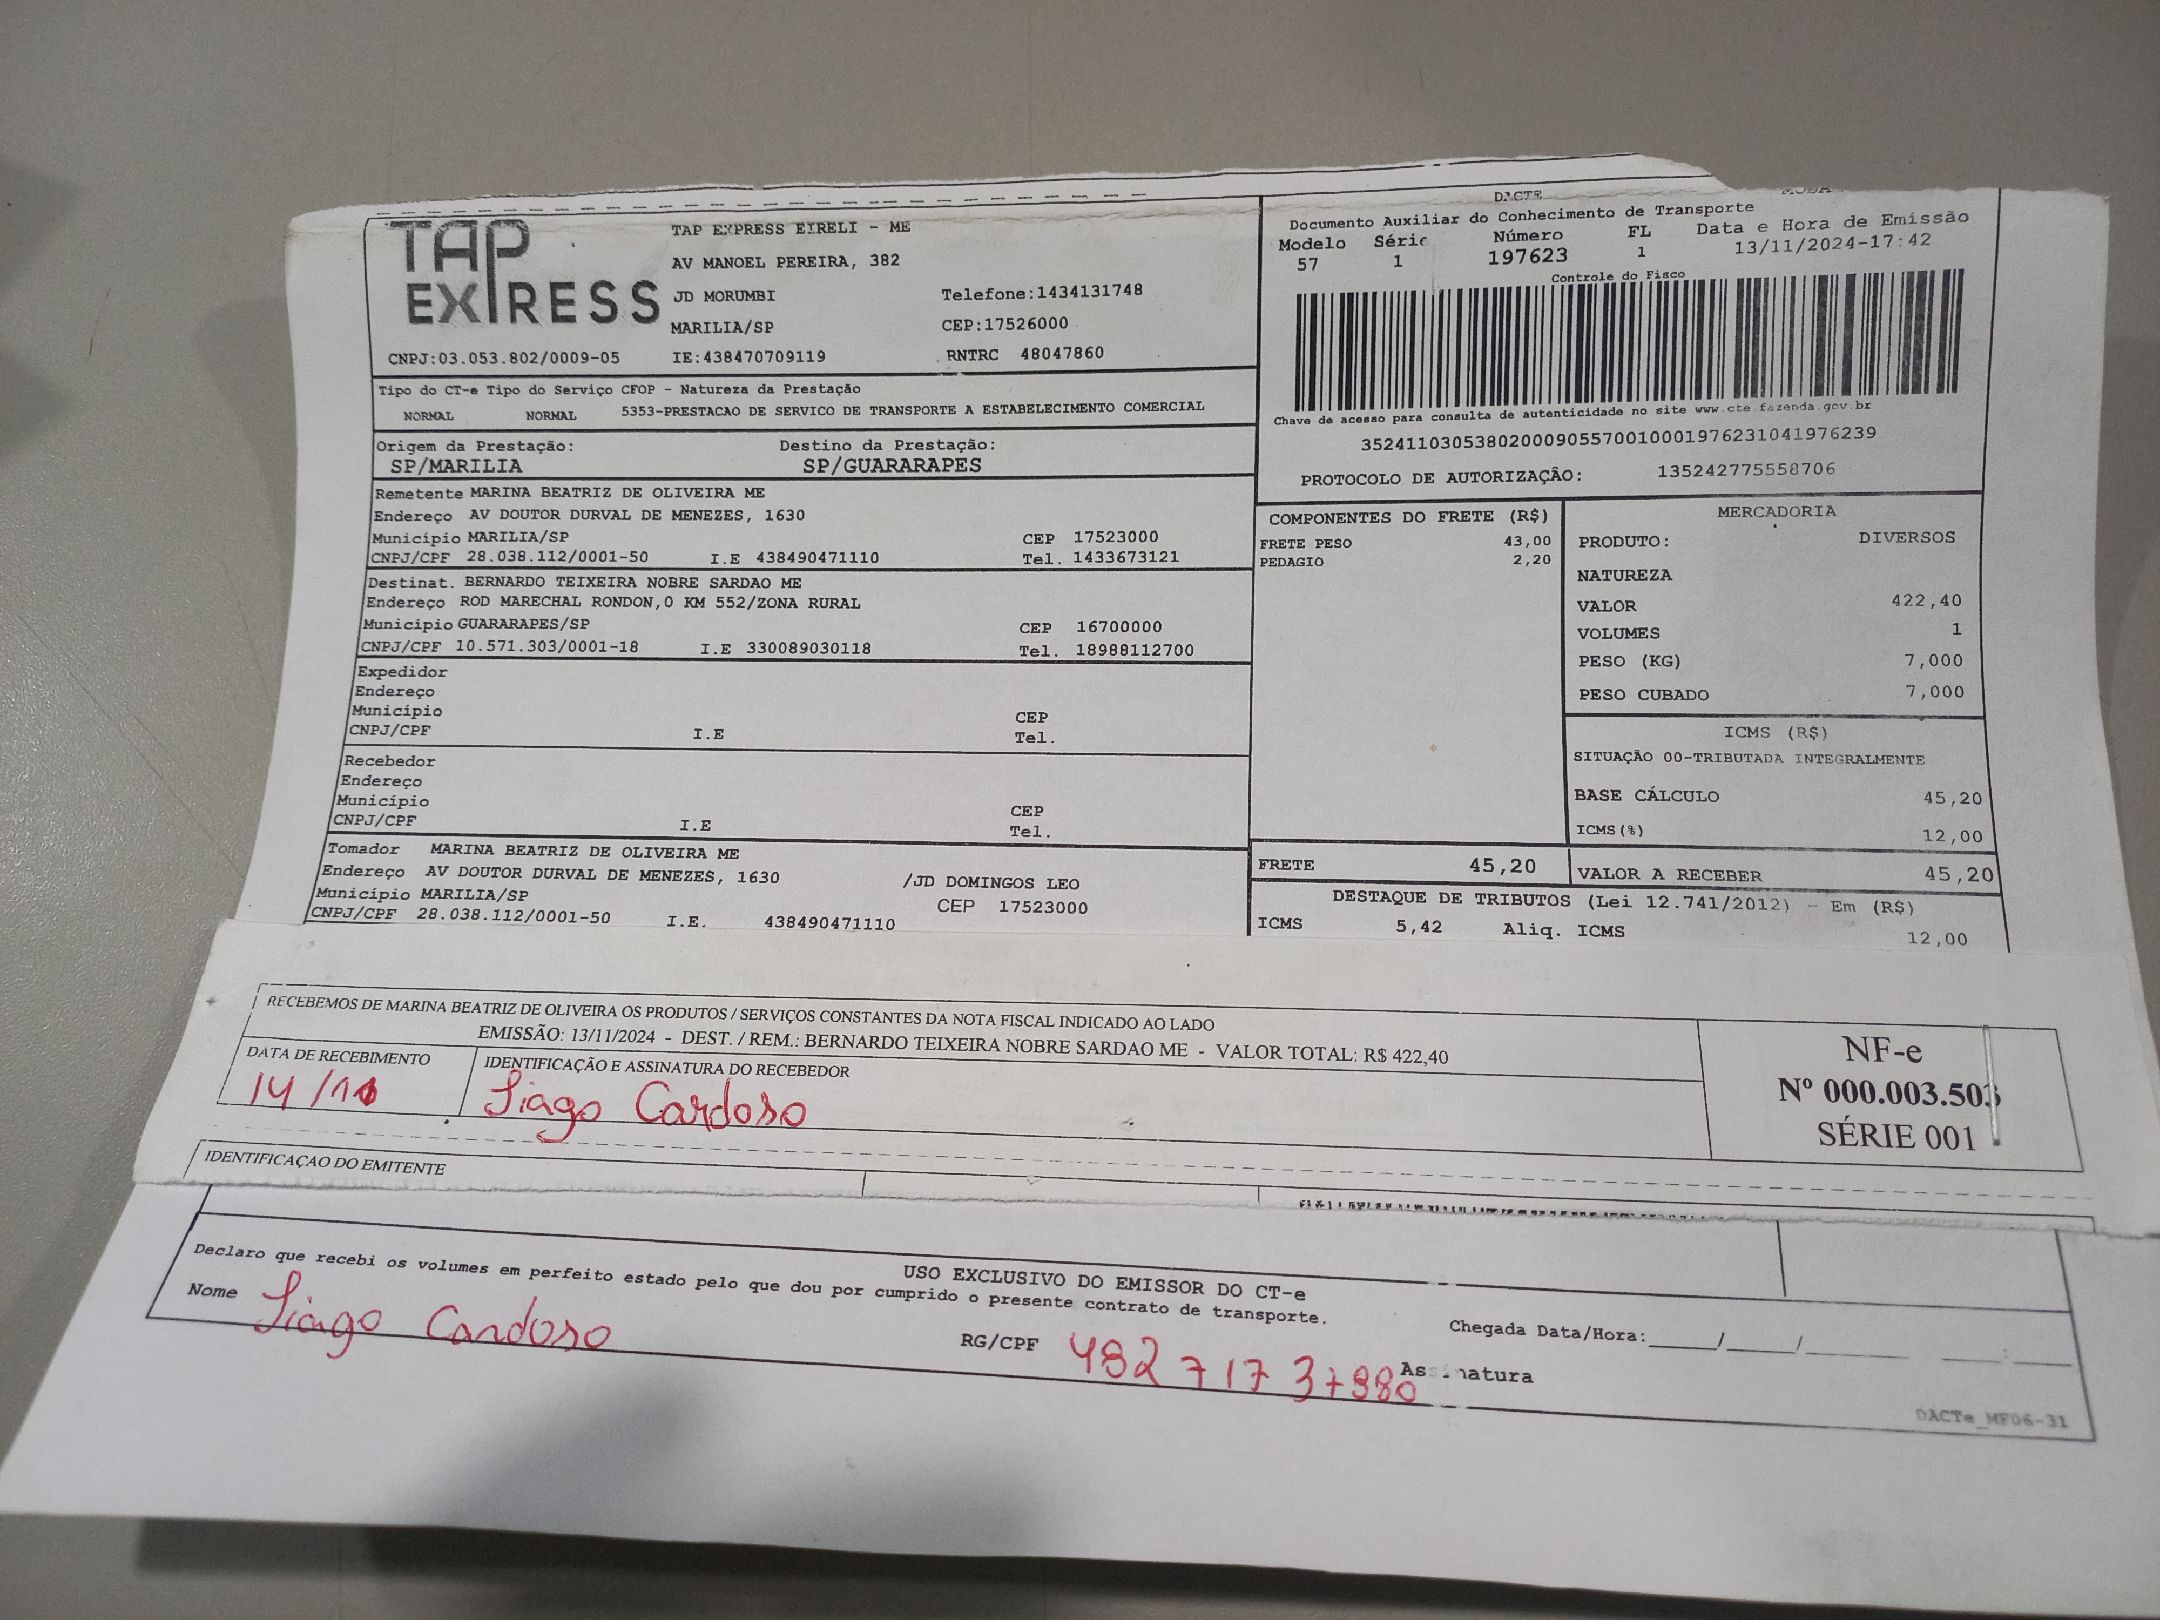 TAP
EXPRESS
TAP EXPRESS EIRELI - ME
AV MANOEL PEREIRA, 382
JD MORUMBI Telefone:1434131748
MARILIA/SP CEP:17526000
CNPJ:03.053.802/0009-05 IE:438470709119 RNTRC 48047860
DACTE
Documento Auxiliar do Conhecimento de Transporte
Modelo Série Número FL Data e Hora de Emissão
57 1 197623 1 13/11/2024-17:42
Controle do Fisco
Chave de acesso para consulta de autenticidade no site www.cte.fazenda.gov.br
35241103053802000905570010001976231041976239
PROTOCOLO DE AUTORIZAÇÃO: 135242775558706
Tipo do CT-e Tipo do Serviço CFOP - Natureza da Prestação
NORMAL NORMAL 5353-PRESTACAO DE SERVICO DE TRANSPORTE A ESTABELECIMENTO COMERCIAL
Origem da Prestação: Destino da Prestação:
SP/MARILIA SP/GUARARAPES
Remetente MARINA BEATRIZ DE OLIVEIRA ME
Endereço AV DOUTOR DURVAL DE MENEZES, 1630
Município MARILIA/SP CEP 17523000
CNPJ/CPF 28.038.112/0001-50 I.E 438490471110 Tel. 1433673121
Destinat. BERNARDO TEIXEIRA NOBRE SARDAO ME
Endereço ROD MARECHAL RONDON,0 KM 552/ZONA RURAL
Município GUARARAPES/SP CEP 16700000
CNPJ/CPF 10.571.303/0001-18 I.E 330089030118 Tel. 18988112700
Expedidor
Endereço
Município CEP
CNPJ/CPF I.E Tel.
Recebedor
Endereço
Município CEP
CNPJ/CPF I.E Tel.
Tomador MARINA BEATRIZ DE OLIVEIRA ME
Endereço AV DOUTOR DURVAL DE MENEZES, 1630 /JD DOMINGOS LEO
Município MARILIA/SP CEP 17523000
CNPJ/CPF 28.038.112/0001-50 I.E. 438490471110
COMPONENTES DO FRETE (R$)
FRETE PESO 43,00
PEDAGIO 2,20
MERCADORIA
PRODUTO: DIVERSOS
NATUREZA
VALOR 422,40
VOLUMES 1
PESO (KG) 7,000
PESO CUBADO 7,000
ICMS (R$)
SITUAÇÃO 00-TRIBUTADA INTEGRALMENTE
BASE CÁLCULO 45,20
ICMS(%) 12,00
FRETE 45,20 VALOR A RECEBER 45,20
DESTAQUE DE TRIBUTOS (Lei 12.741/2012) - Em (R$)
ICMS 5,42 Aliq. ICMS 12,00
RECEBEMOS DE MARINA BEATRIZ DE OLIVEIRA OS PRODUTOS / SERVIÇOS CONSTANTES DA NOTA FISCAL INDICADO AO LADO
EMISSÃO: 13/11/2024 - DEST. / REM.: BERNARDO TEIXEIRA NOBRE SARDAO ME - VALOR TOTAL: R$ 422,40
DATA DE RECEBIMENTO IDENTIFICAÇÃO E ASSINATURA DO RECEBEDOR
14/11 Tiago Cardoso
NF-e
Nº 000.003.503
SÉRIE 001
IDENTIFICAÇAO DO EMITENTE
USO EXCLUSIVO DO EMISSOR DO CT-e
Declaro que recebi os volumes em perfeito estado pelo que dou por cumprido o presente contrato de transporte.
Nome Tiago Cardoso RG/CPF 482 717 37880 Assinatura Chegada Data/Hora:____/____/______ ____:____
DACTe_MF06-31